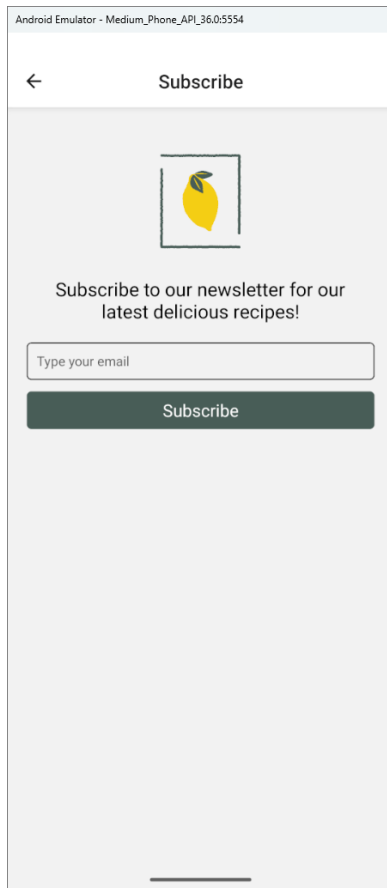 Android Emulator - Medium_Phone_API_36.0:5554
Subscribe
Subscribe to our newsletter for our
latest delicious recipes!
Type your email
Subscribe